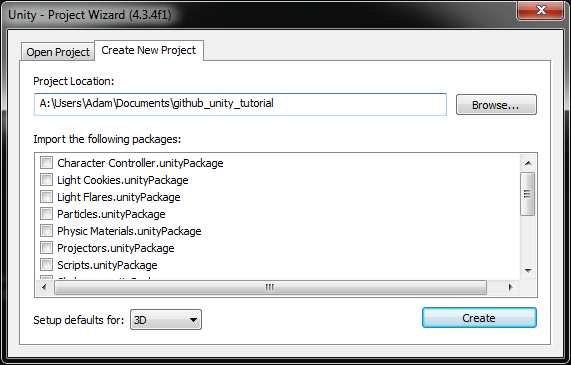 Unity - Project Wizard (4.3.4f1)
Open Project Create New Project
Project Location:
A:\Users\Adam\Documents\github_unity_tutorial
Browse...
Import the following packages:
Character Controller.unityPackage
Light Cookies.unityPackage
Light Flares.unityPackage
Particles.unityPackage
Physic Materials.unityPackage
Projectors.unityPackage
Scripts.unityPackage
Setup defaults for: 3D
Create